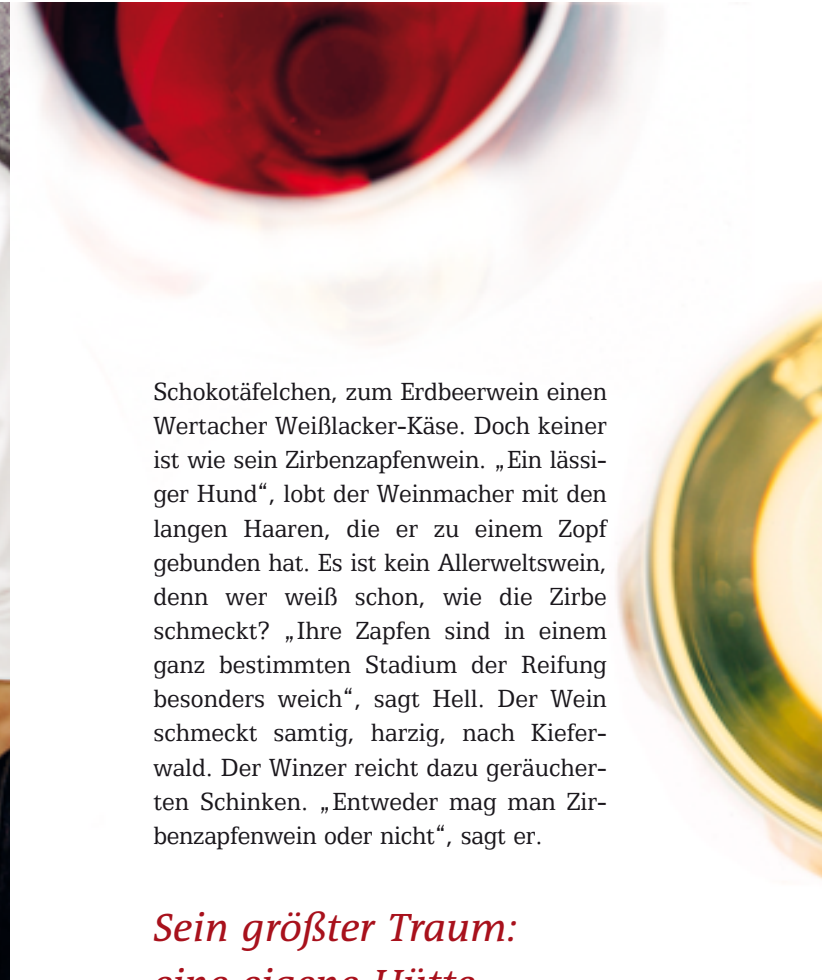 Schokotäfelchen, zum Erdbeerwein einen
Wertacher Weißlacker-Käse. Doch keiner
ist wie sein Zirbenzapfenwein. „Ein lässi-
ger Hund“, lobt der Weinmacher mit den
langen Haaren, die er zu einem Zopf
gebunden hat. Es ist kein Allerweltswein,
denn wer weiß schon, wie die Zirbe
schmeckt? „Ihre Zapfen sind in einem
ganz bestimmten Stadium der Reifung
besonders weich“, sagt Hell. Der Wein
schmeckt samtig, harzig, nach Kiefer-
wald. Der Winzer reicht dazu geräucher-
ten Schinken. „Entweder mag man Zir-
benzapfenwein oder nicht“, sagt er.
Sein größter Traum:
eine eigene Hütte